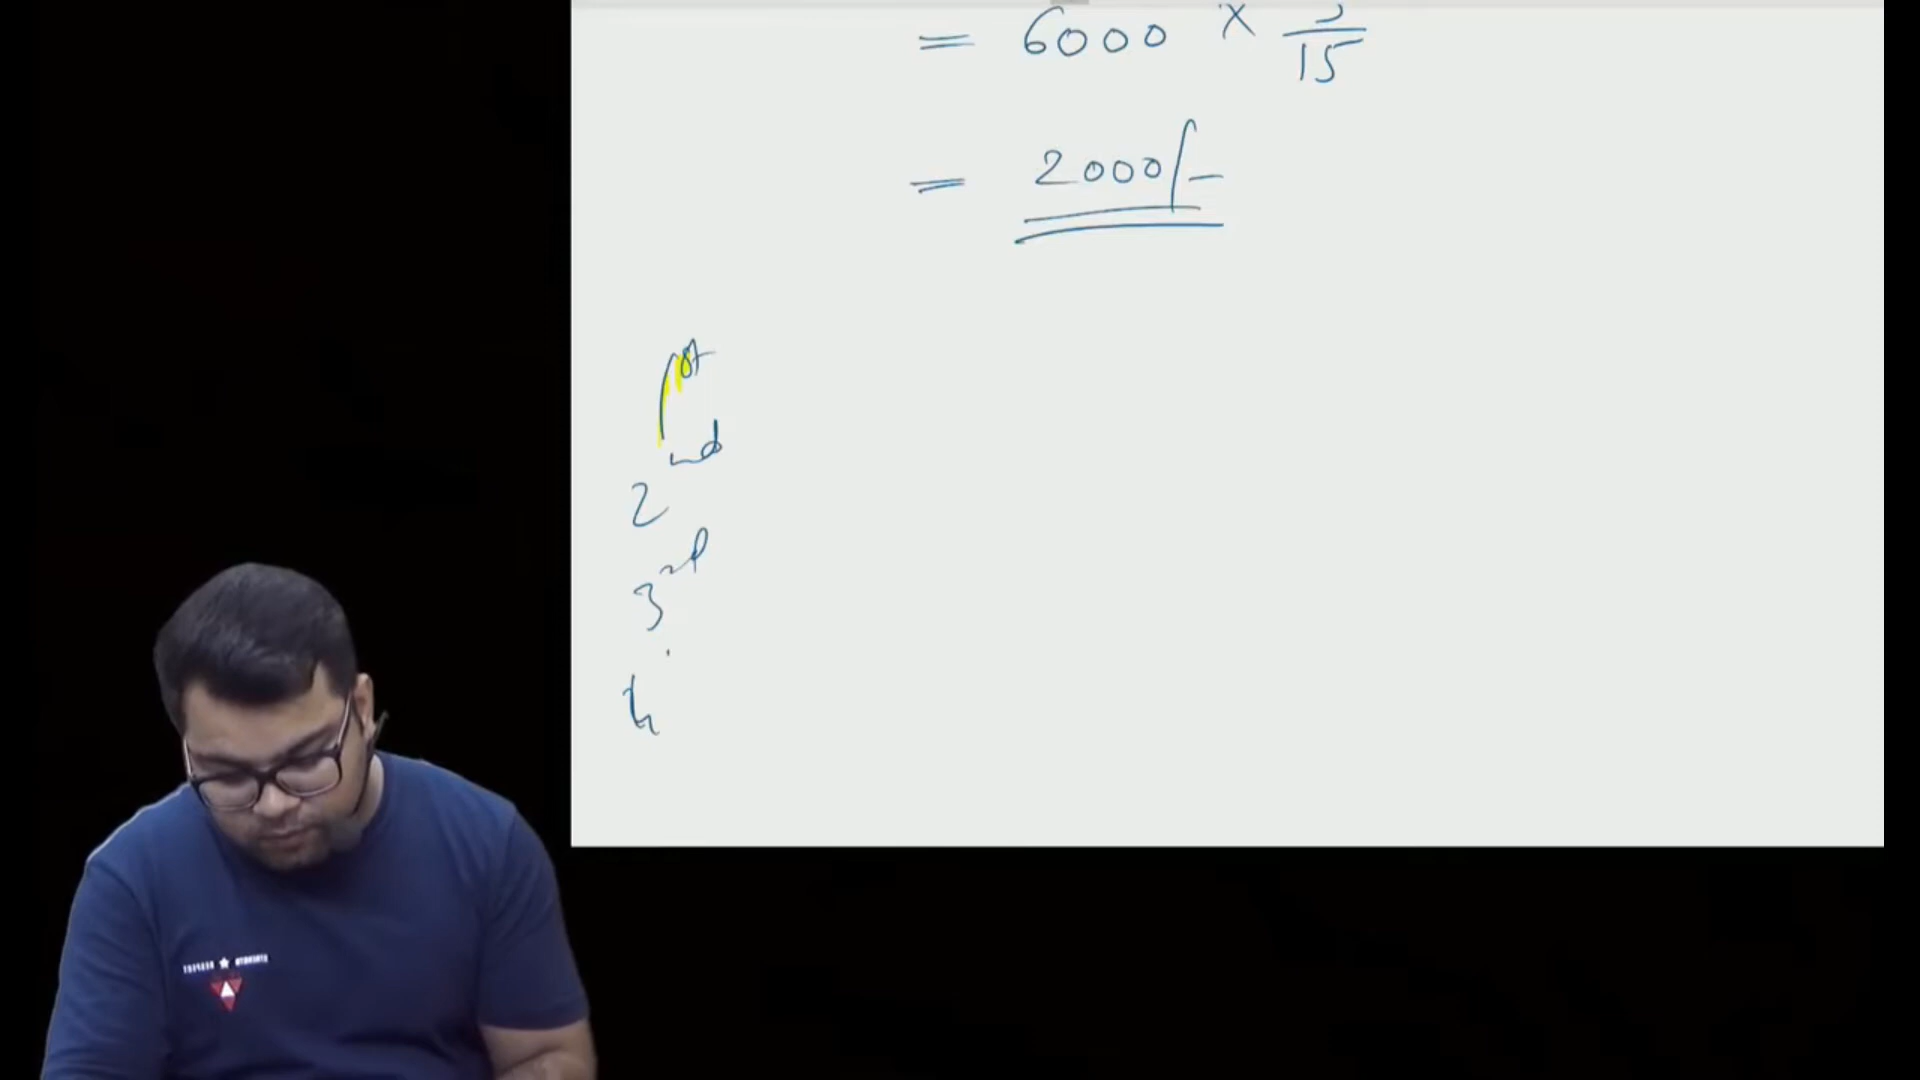 = 6000 × 5/15
= 2000/-
1st
2nd
3rd
4